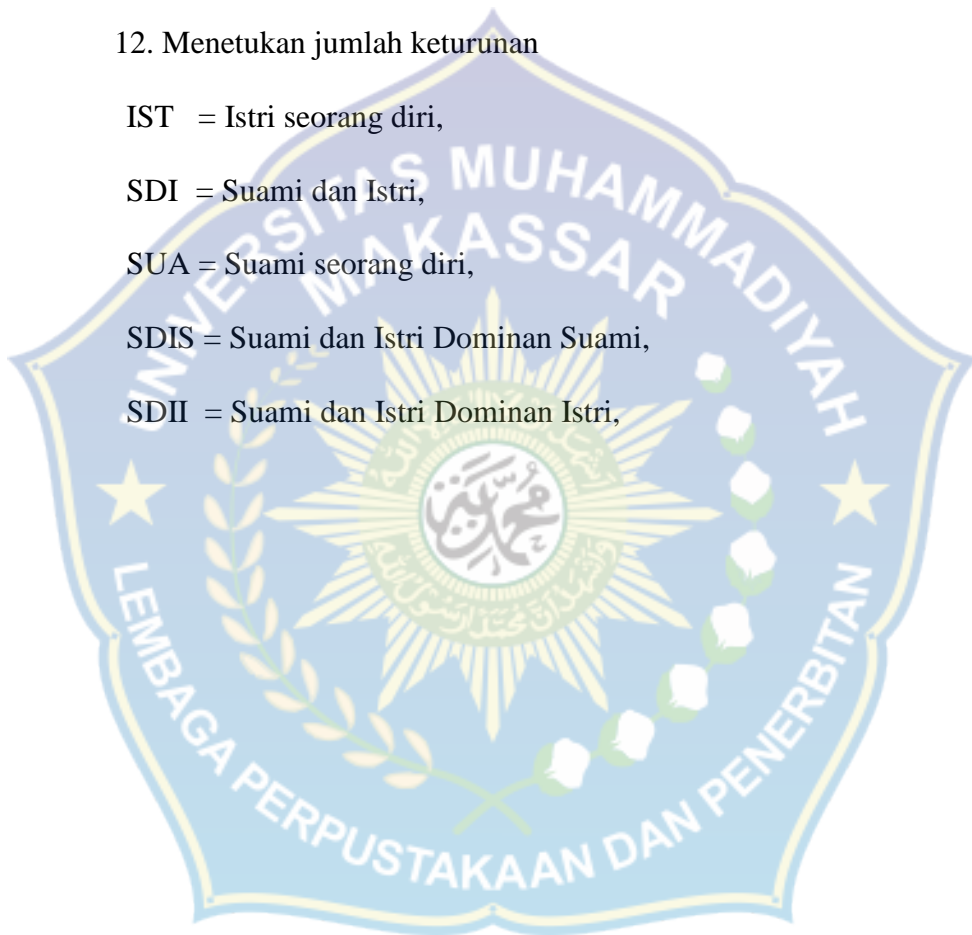 12. Menetukan jumlah keturunan
IST = Istri seorang diri,
SDI = Suami dan Istri,
SUA = Suami seorang diri,
SDIS = Suami dan Istri Dominan Suami,
SDII = Suami dan Istri Dominan Istri,
UNIVERSITAS MUHAMMADIYAH
MAKASSAR
LEMBAGA PERPUSTAKAAN DAN PENERBITAN